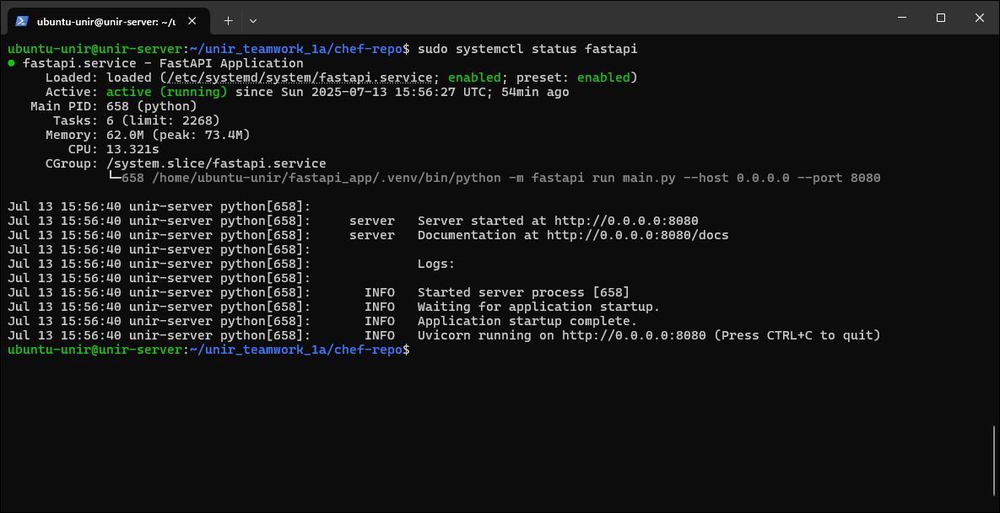 ubuntu-unir@unir-server: ~/u
ubuntu-unir@unir-server:~/unir_teamwork_1a/chef-repo$ sudo systemctl status fastapi
● fastapi.service - FastAPI Application
     Loaded: loaded (/etc/systemd/system/fastapi.service; enabled; preset: enabled)
     Active: active (running) since Sun 2025-07-13 15:56:27 UTC; 54min ago
   Main PID: 658 (python)
      Tasks: 6 (limit: 2268)
     Memory: 62.0M (peak: 73.4M)
        CPU: 13.321s
     CGroup: /system.slice/fastapi.service
             └─658 /home/ubuntu-unir/fastapi_app/.venv/bin/python -m fastapi run main.py --host 0.0.0.0 --port 8080
Jul 13 15:56:40 unir-server python[658]:
Jul 13 15:56:40 unir-server python[658]:     server   Server started at http://0.0.0.0:8080
Jul 13 15:56:40 unir-server python[658]:     server   Documentation at http://0.0.0.0:8080/docs
Jul 13 15:56:40 unir-server python[658]:
Jul 13 15:56:40 unir-server python[658]:              Logs:
Jul 13 15:56:40 unir-server python[658]:
Jul 13 15:56:40 unir-server python[658]:       INFO   Started server process [658]
Jul 13 15:56:40 unir-server python[658]:       INFO   Waiting for application startup.
Jul 13 15:56:40 unir-server python[658]:       INFO   Application startup complete.
Jul 13 15:56:40 unir-server python[658]:       INFO   Uvicorn running on http://0.0.0.0:8080 (Press CTRL+C to quit)
ubuntu-unir@unir-server:~/unir_teamwork_1a/chef-repo$